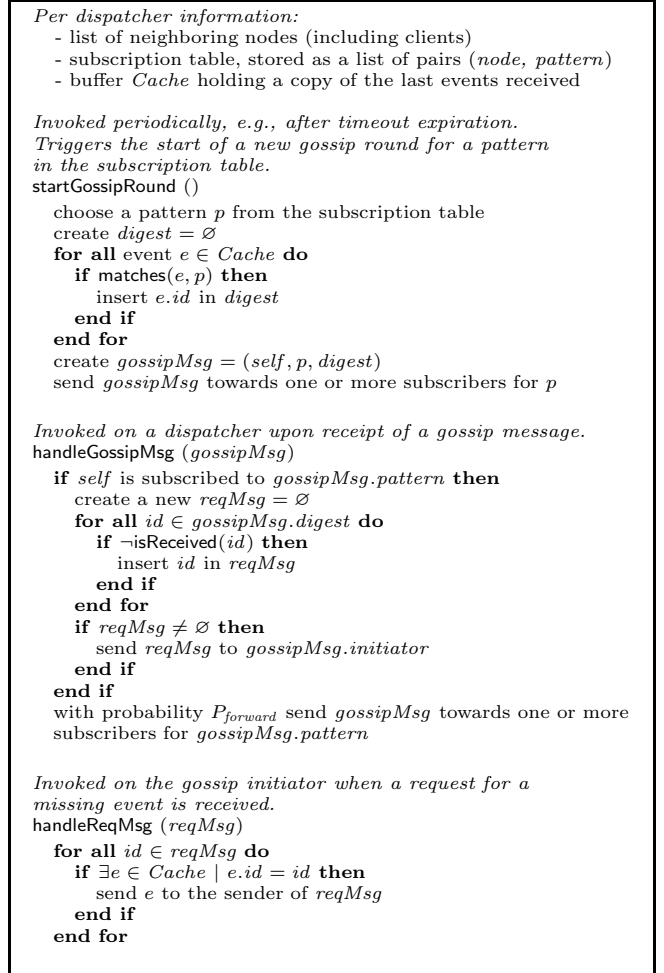 Per dispatcher information:
- list of neighboring nodes (including clients)
- subscription table, stored as a list of pairs (node, pattern)
- buffer Cache holding a copy of the last events received
Invoked periodically, e.g., after timeout expiration.
Triggers the start of a new gossip round for a pattern
in the subscription table.
startGossipRound ()
choose a pattern p from the subscription table
create digest = ∅
for all event e ∈ Cache do
if matches(e, p) then
insert e.id in digest
end if
end for
create gossipMsg = (self, p, digest)
send gossipMsg towards one or more subscribers for p
Invoked on a dispatcher upon receipt of a gossip message.
handleGossipMsg (gossipMsg)
if self is subscribed to gossipMsg.pattern then
create a new reqMsg = ∅
for all id ∈ gossipMsg.digest do
if ¬isReceived(id) then
insert id in reqMsg
end if
end for
if reqMsg ≠ ∅ then
send reqMsg to gossipMsg.initiator
end if
end if
with probability P_forward send gossipMsg towards one or more
subscribers for gossipMsg.pattern
Invoked on the gossip initiator when a request for a
missing event is received.
handleReqMsg (reqMsg)
for all id ∈ reqMsg do
if ∃e ∈ Cache | e.id = id then
send e to the sender of reqMsg
end if
end for